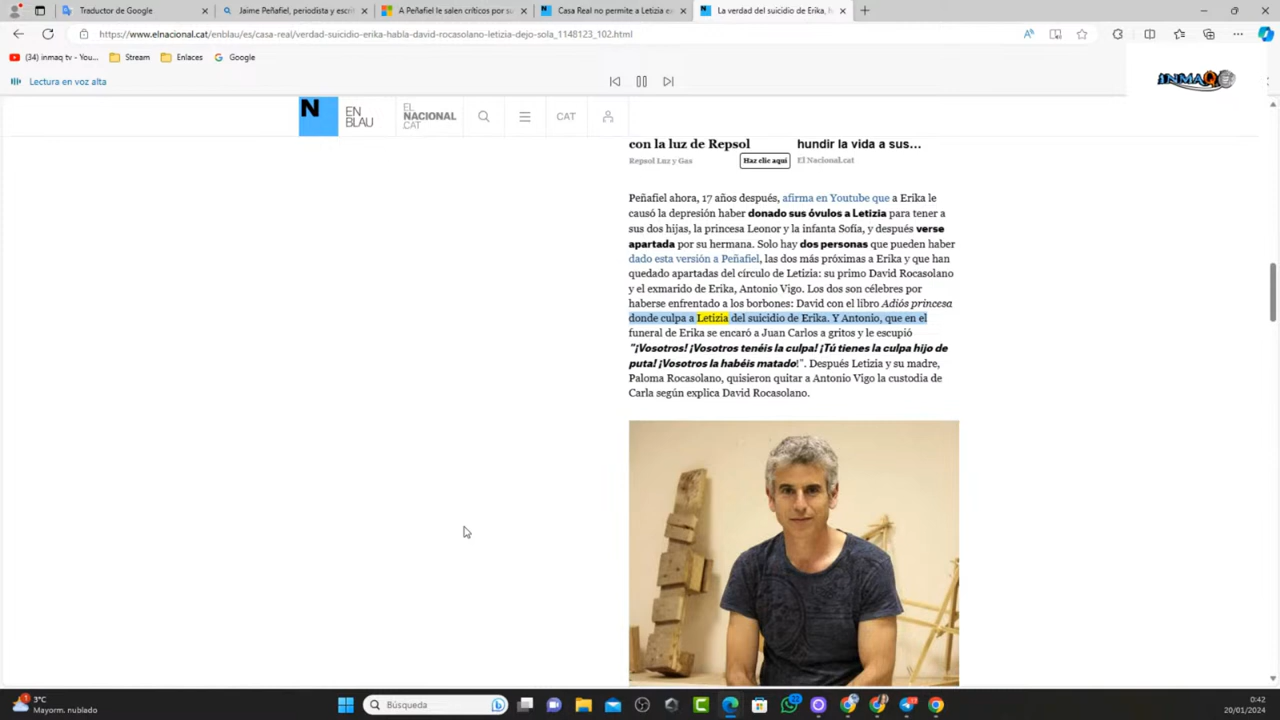 Traductor de Google
Jaime Peñafiel, periodista y escrit
A Peñafiel le salen críticos por su
Casa Real no permite a Letizia ex
La verdad del suicidio de Erika, h
https://www.elnacional.cat/enblau/es/casa-real/verdad-suicidio-erika-habla-david-rocasolano-letizia-dejo-sola_1148123_102.html
(34) inmaq tv - You...
Stream
Enlaces
Google
Lectura en voz alta
INMAQ
N EN BLAU
EL NACIONAL CAT
CAT
con la luz de Repsol
Repsol Luz y Gas
Haz clic aquí
hundir la vida a sus...
El Nacional.cat
Peñafiel ahora, 17 años después, afirma en Youtube que a Erika le
causó la depresión haber donado sus óvulos a Letizia para tener a
sus dos hijas, la princesa Leonor y la infanta Sofía, y después verse
apartada por su hermana. Solo hay dos personas que pueden haber
dado esta versión a Peñafiel, las dos más próximas a Erika y que han
quedado apartadas del círculo de Letizia: su primo David Rocasolano
y el exmarido de Erika, Antonio Vigo. Los dos son célebres por
haberse enfrentado a los borbones: David con el libro Adiós princesa
donde culpa a Letizia del suicidio de Erika. Y Antonio, que en el
funeral de Erika se encaró a Juan Carlos a gritos y le escupió
"¡Vosotros! ¡Vosotros tenéis la culpa! ¡Tú tienes la culpa hijo de
puta! ¡Vosotros la habéis matado!". Después Letizia y su madre,
Paloma Rocasolano, quisieron quitar a Antonio Vigo la custodia de
Carla según explica David Rocasolano.
3°C
Mayorm. nublado
Búsqueda
0:42
20/01/2024